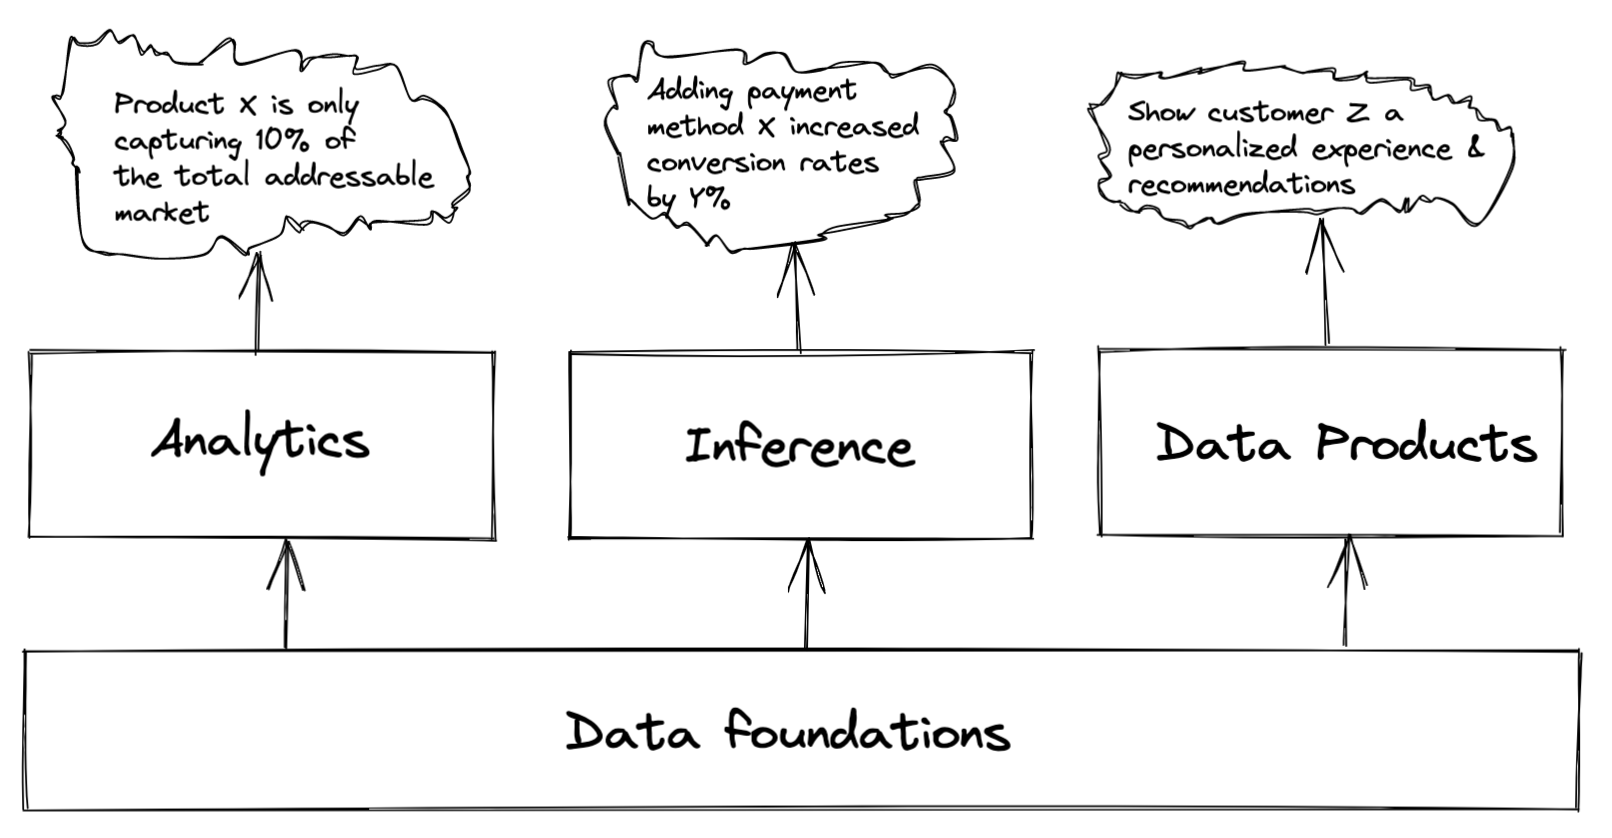 Product X is only
capturing 10% of
the total addressable
market
Adding payment
method X increased
conversion rates
by Y%
Show customer Z a
personalized experience &
recommendations
Analytics
Inference
Data Products
Data foundations